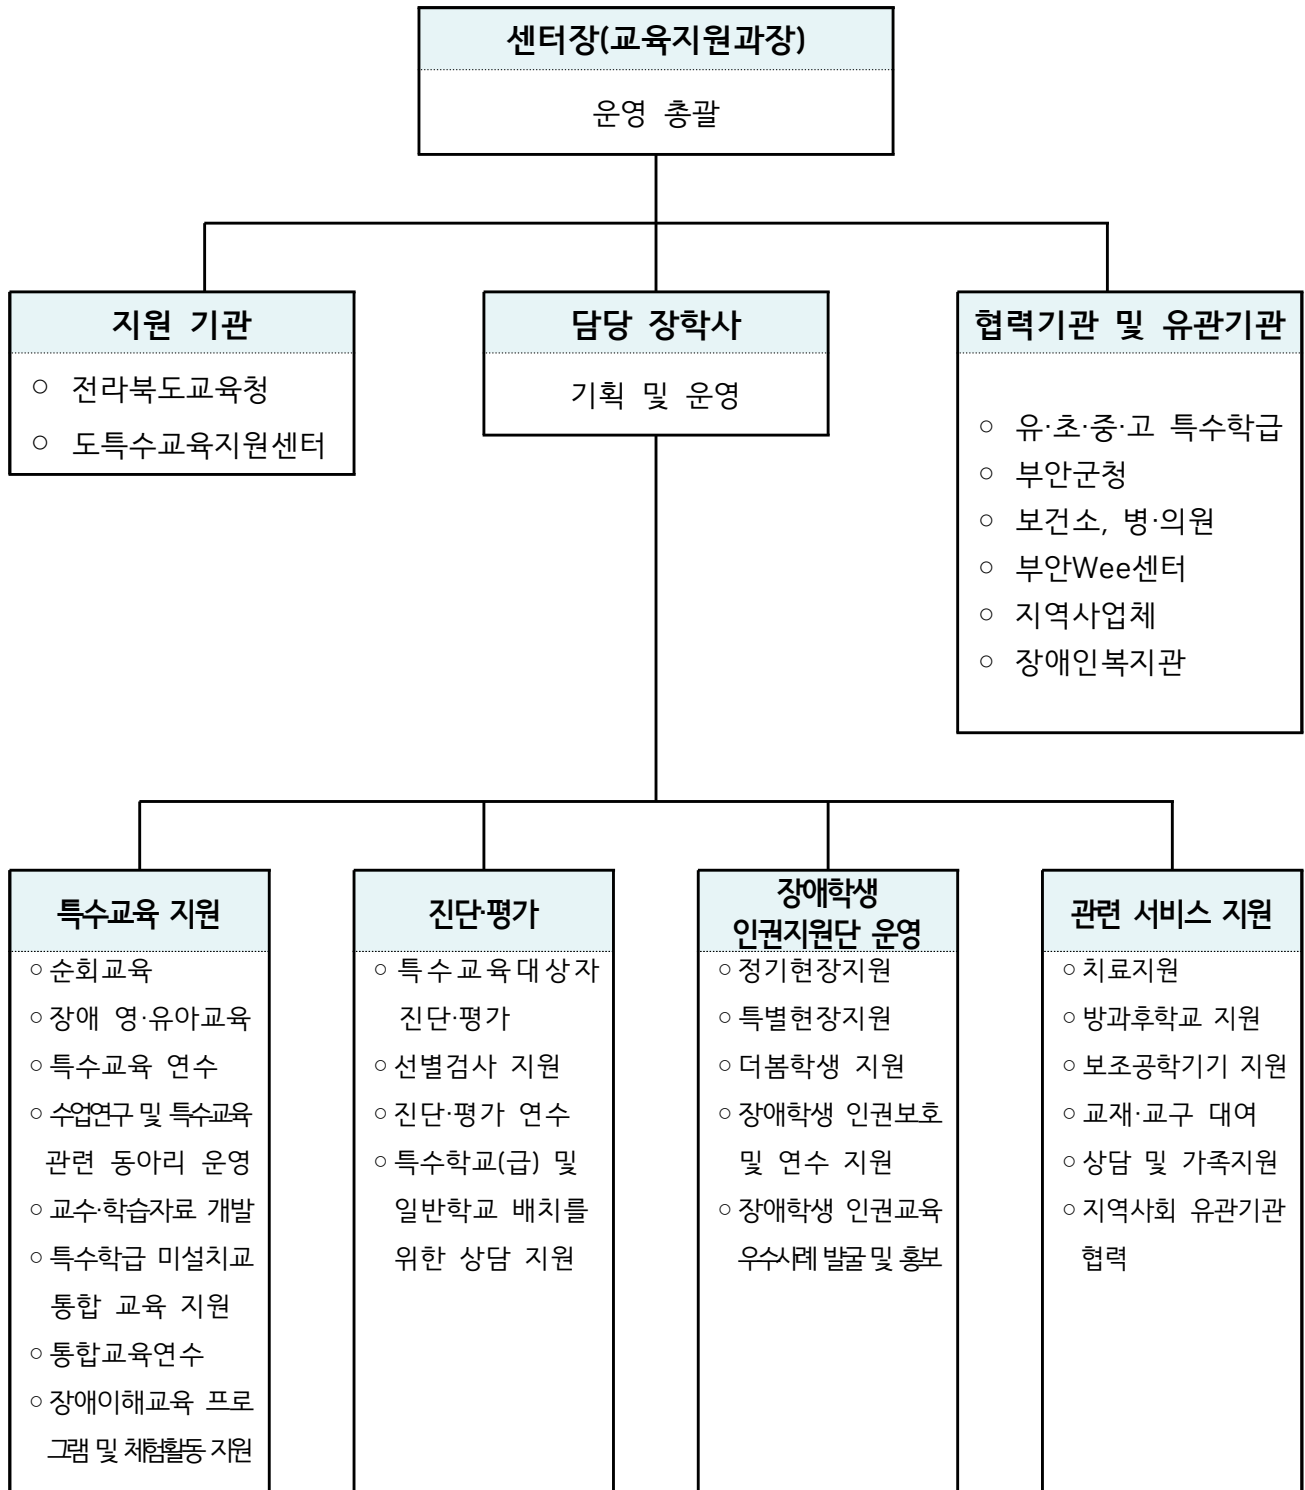 센터장(교육지원과장)
운영 총괄
지원 기관
○ 전라북도교육청
○ 도특수교육지원센터
담당 장학사
기획 및 운영
협력기관 및 유관기관
○ 유·초·중·고 특수학급
○ 부안군청
○ 보건소, 병·의원
○ 부안Wee센터
○ 지역사업체
○ 장애인복지관
특수교육 지원
○ 순회교육
○ 장애 영·유아교육
○ 특수교육 연수
○ 수업연구 및 특수교육
관련 동아리 운영
○ 교수·학습자료 개발
○ 특수학급 미설치교
통합 교육 지원
○ 통합교육연수
○ 장애이해교육 프로
그램 및 체험활동 지원
진단·평가
○ 특수교육대상자
진단·평가
○ 선별검사 지원
○ 진단·평가 연수
○ 특수학교(급) 및
일반학교 배치를
위한 상담 지원
장애학생
인권지원단 운영
○ 정기현장지원
○ 특별현장지원
○ 더봄학생 지원
○ 장애학생 인권보호
및 연수 지원
○ 장애학생 인권교육
우수사례 발굴 및 홍보
관련 서비스 지원
○ 치료지원
○ 방과후학교 지원
○ 보조공학기기 지원
○ 교재·교구 대여
○ 상담 및 가족지원
○ 지역사회 유관기관
협력